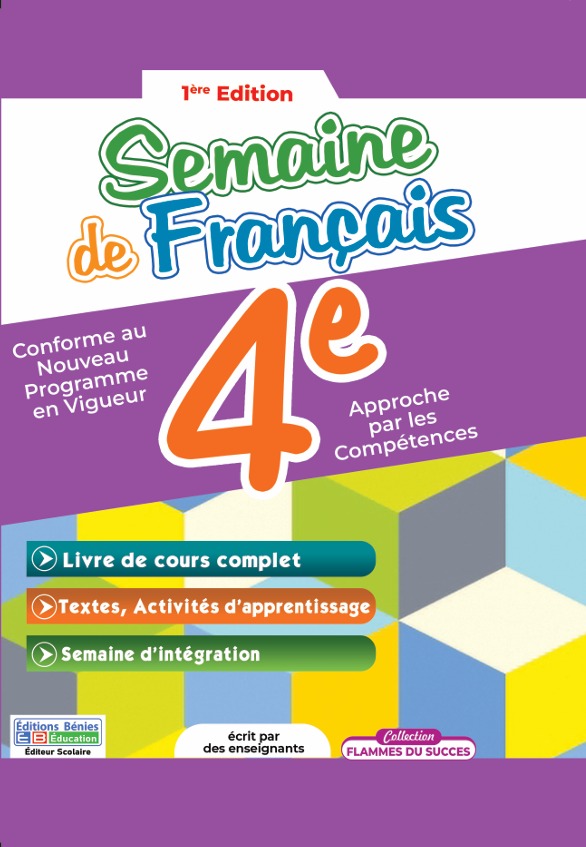 1ère Edition
Semaine
de Français
4e
Conforme au
Nouveau
Programme
en Vigueur
Approche
par les
Compétences
Livre de cours complet
Textes, Activités d'apprentissage
Semaine d'intégration
Éditions Bénies
EB Éducation
Éditeur Scolaire
écrit par
des enseignants
Collection
FLAMMES DU SUCCES